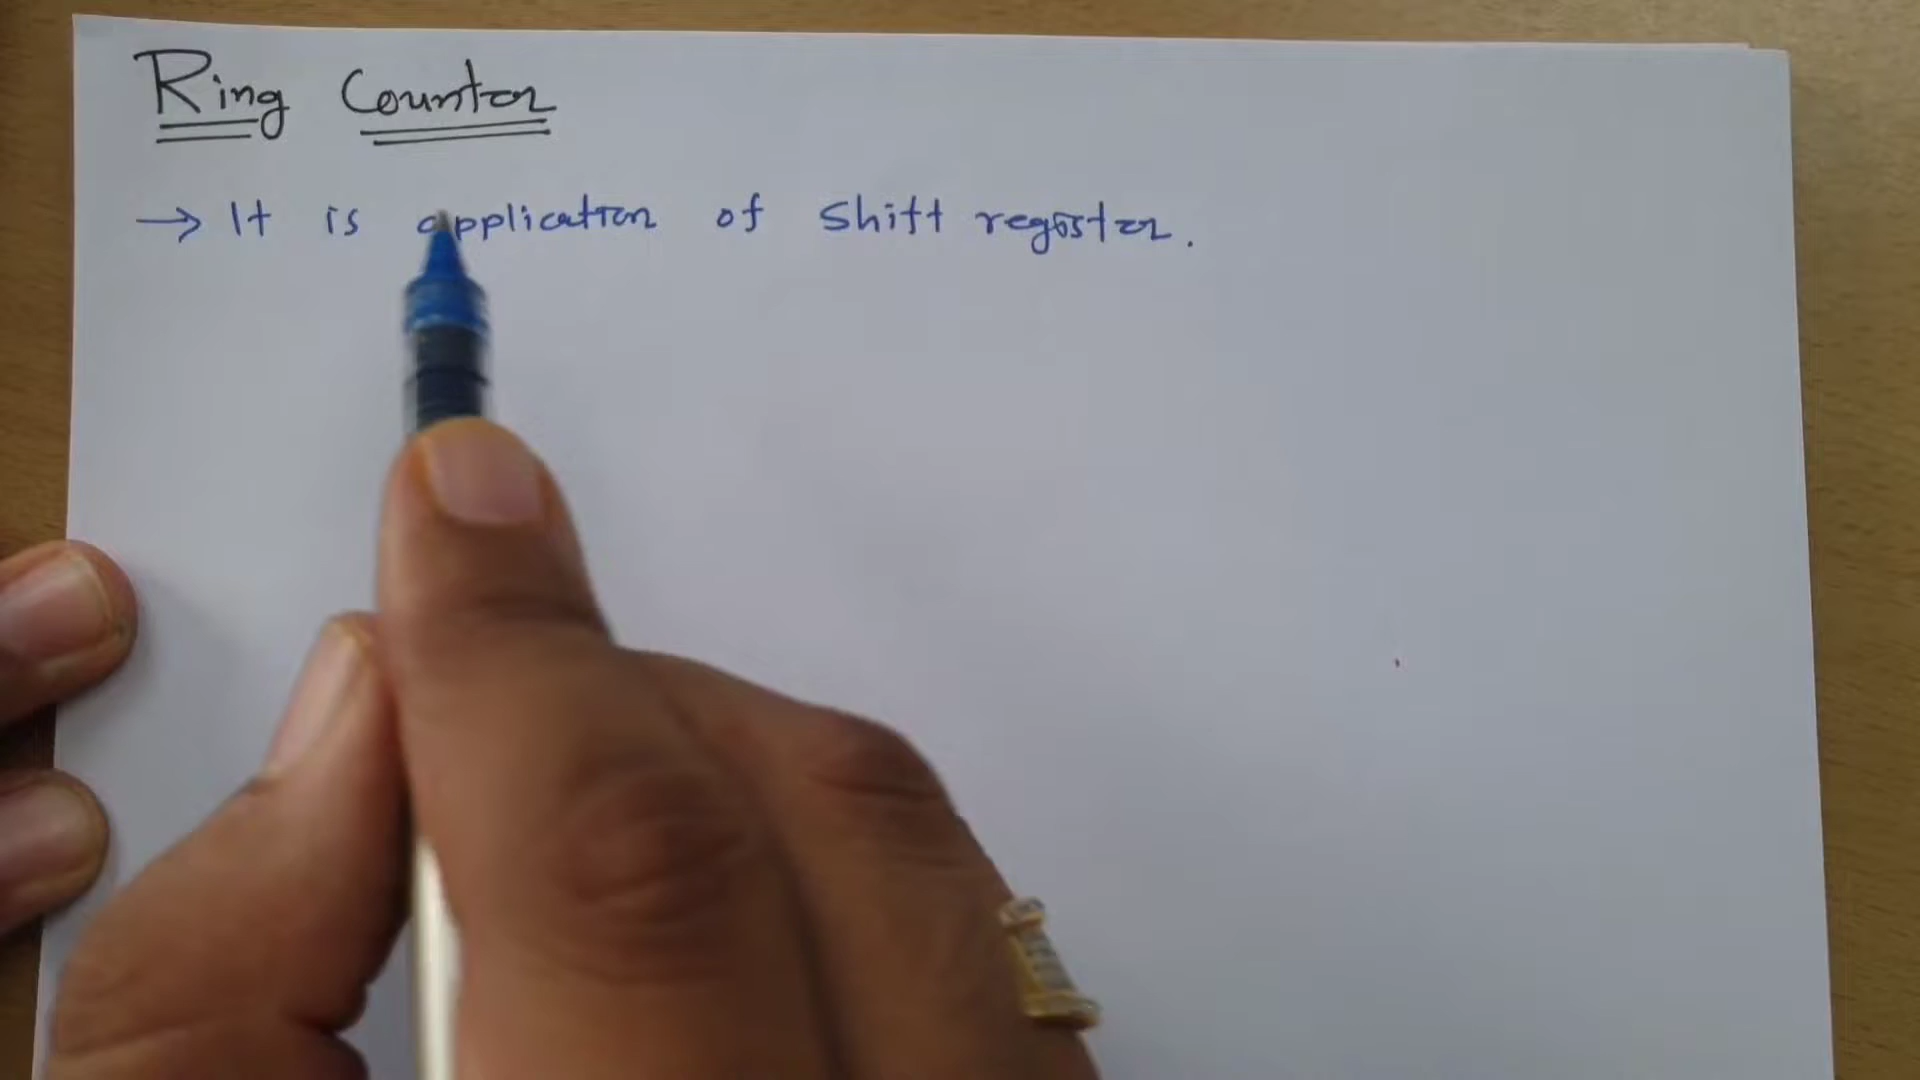 Ring Counter
→ It is application of Shift register.